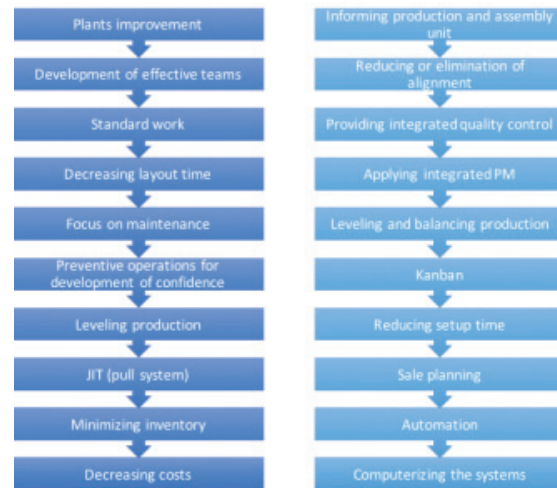 Plants improvement
Development of effective teams
Standard work
Decreasing layout time
Focus on maintenance
Preventive operations for
development of confidence
Leveling production
JIT (pull system)
Minimizing inventory
Decreasing costs
Informing production and assembly
unit
Reducing or elimination of
alignment
Providing integrated quality control
Applying integrated PM
Leveling and balancing production
Kanban
Reducing setup time
Sale planning
Automation
Computerizing the systems